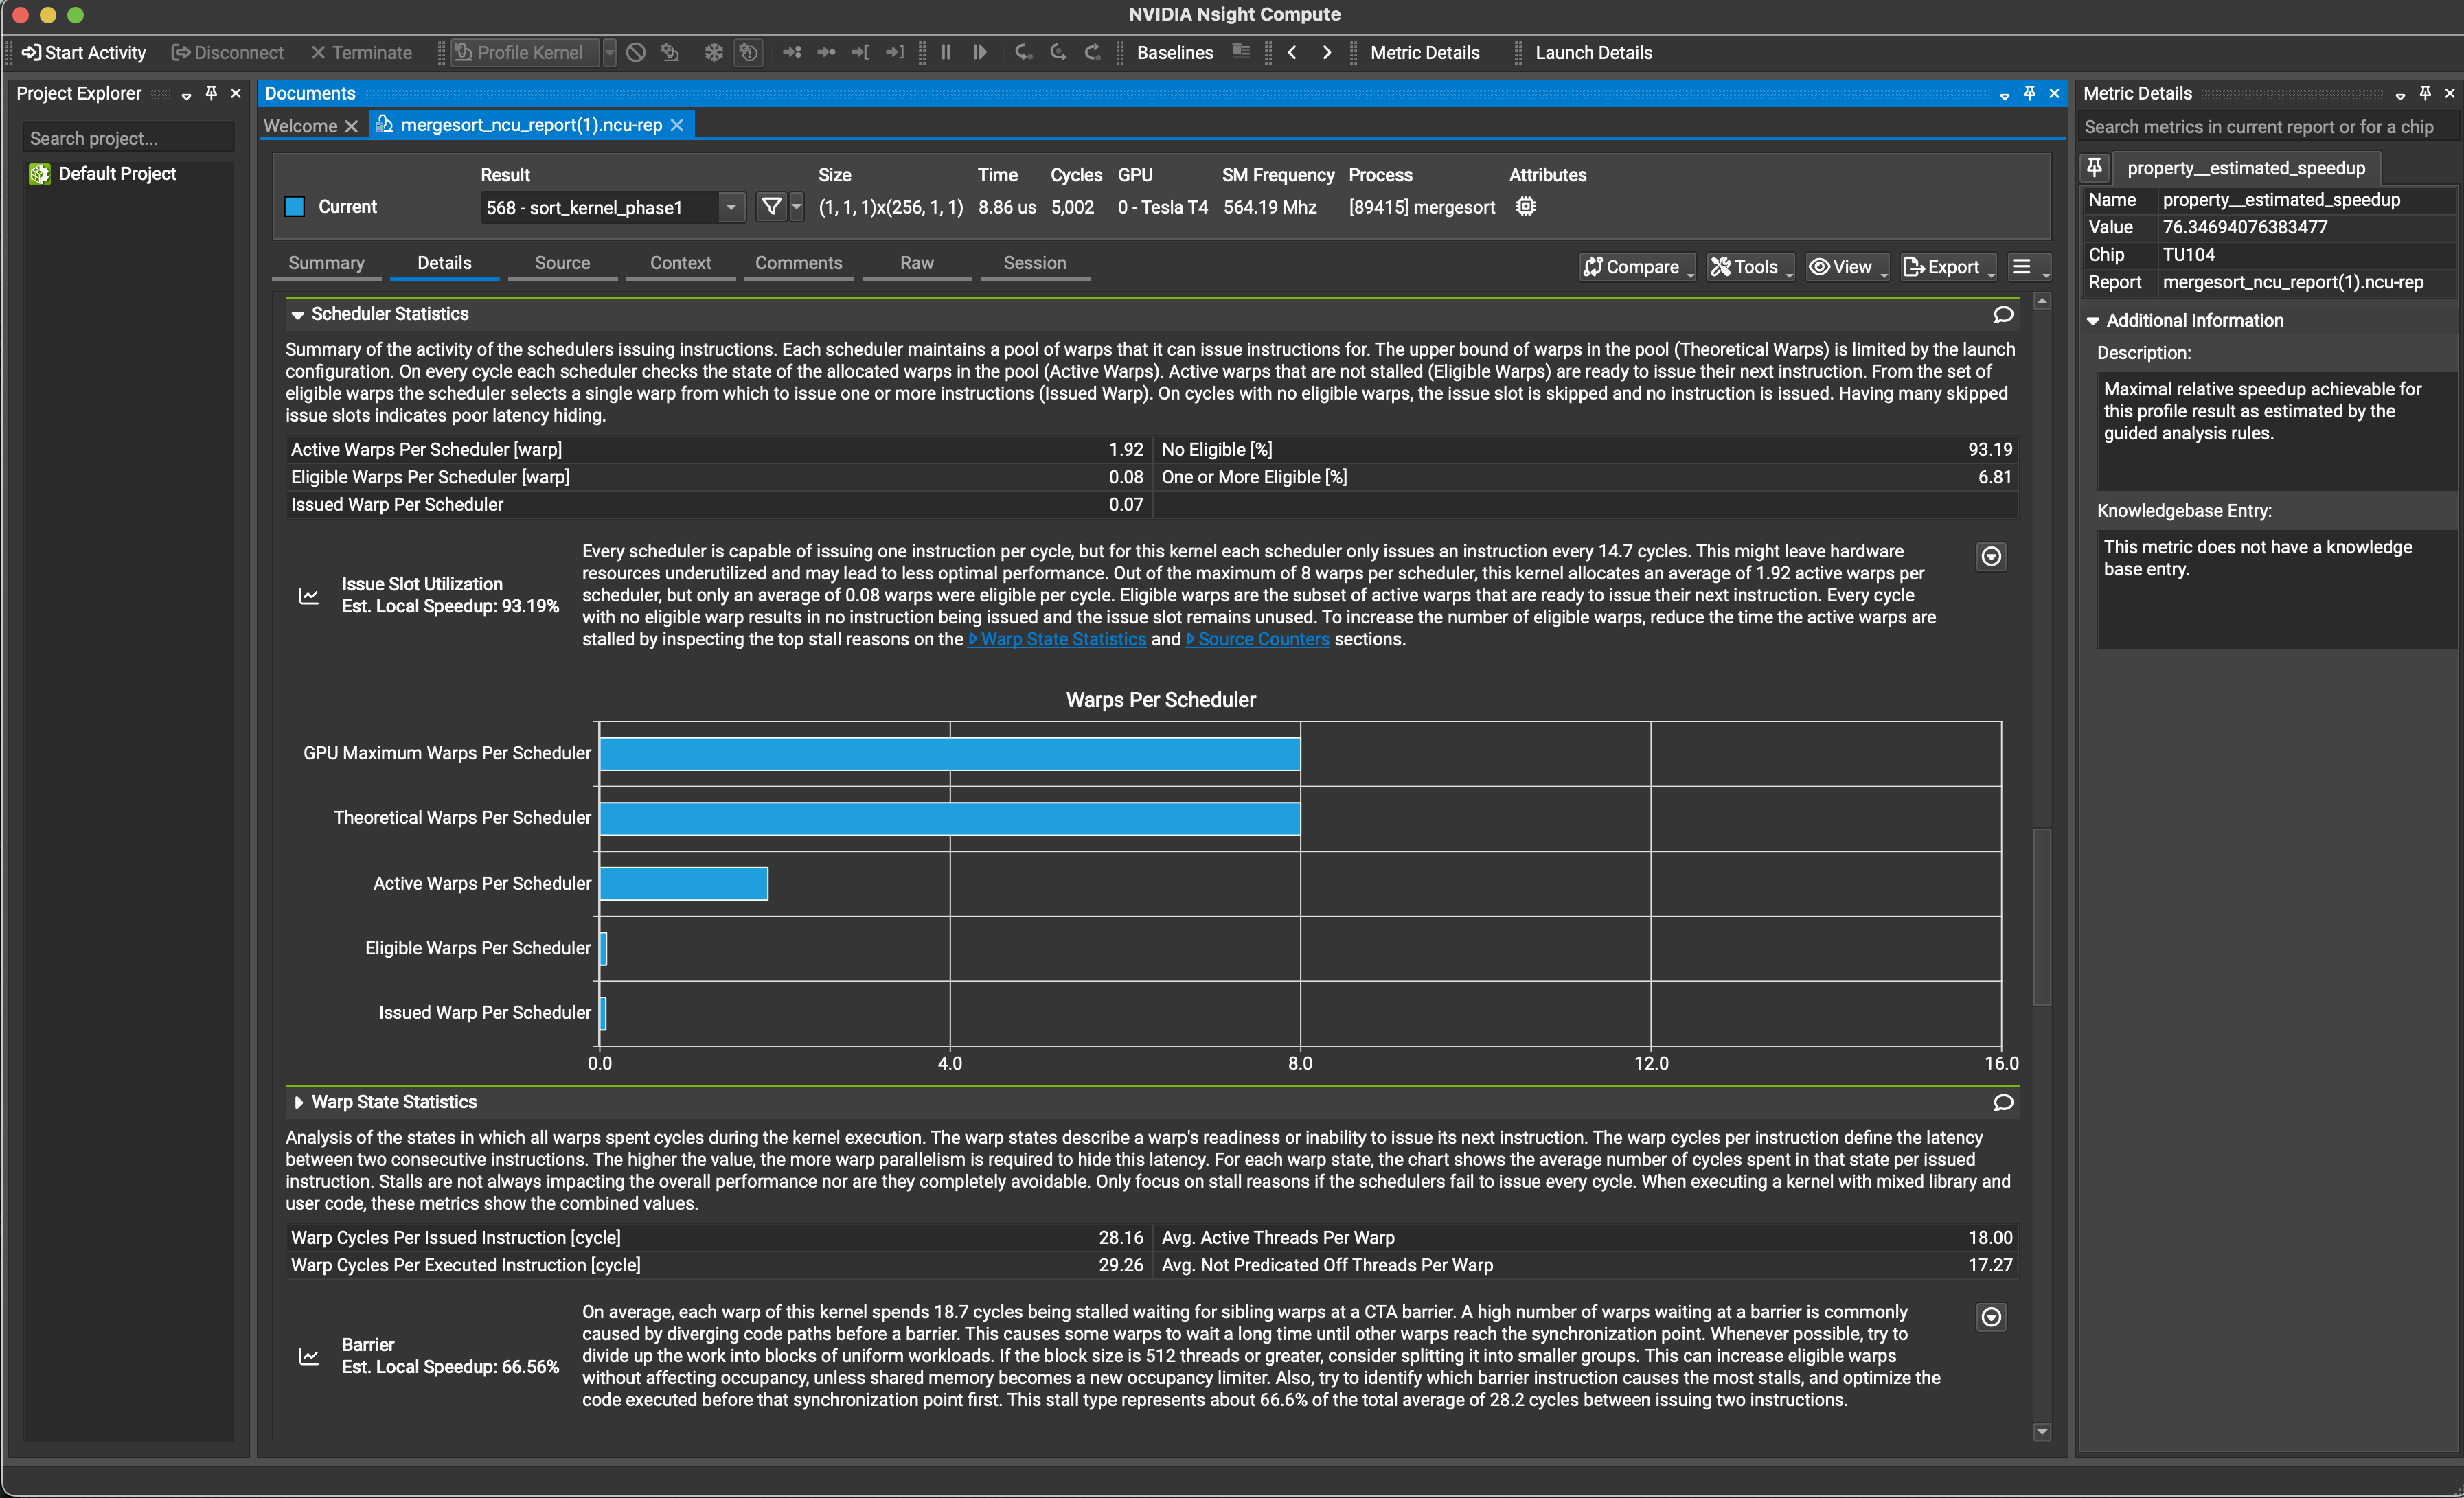 NVIDIA Nsight Compute
Start Activity Disconnect Terminate Profile Kernel Baselines Metric Details Launch Details
Project Explorer
Search project...
Default Project
Documents
Welcome mergesort_ncu_report(1).ncu-rep
Result Size Time Cycles GPU SM Frequency Process Attributes
Current 568 - sort_kernel_phase1 (1, 1, 1)x(256, 1, 1) 8.86 us 5,002 0 - Tesla T4 564.19 Mhz [89415] mergesort
Summary Details Source Context Comments Raw Session Compare Tools View Export
Scheduler Statistics
Summary of the activity of the schedulers issuing instructions. Each scheduler maintains a pool of warps that it can issue instructions for. The upper bound of warps in the pool (Theoretical Warps) is limited by the launch
configuration. On every cycle each scheduler checks the state of the allocated warps in the pool (Active Warps). Active warps that are not stalled (Eligible Warps) are ready to issue their next instruction. From the set of
eligible warps the scheduler selects a single warp from which to issue one or more instructions (Issued Warp). On cycles with no eligible warps, the issue slot is skipped and no instruction is issued. Having many skipped
issue slots indicates poor latency hiding.
Active Warps Per Scheduler [warp] 1.92 No Eligible [%] 93.19
Eligible Warps Per Scheduler [warp] 0.08 One or More Eligible [%] 6.81
Issued Warp Per Scheduler 0.07
Issue Slot Utilization
Est. Local Speedup: 93.19%
Every scheduler is capable of issuing one instruction per cycle, but for this kernel each scheduler only issues an instruction every 14.7 cycles. This might leave hardware
resources underutilized and may lead to less optimal performance. Out of the maximum of 8 warps per scheduler, this kernel allocates an average of 1.92 active warps per
scheduler, but only an average of 0.08 warps were eligible per cycle. Eligible warps are the subset of active warps that are ready to issue their next instruction. Every cycle
with no eligible warp results in no instruction being issued and the issue slot remains unused. To increase the number of eligible warps, reduce the time the active warps are
stalled by inspecting the top stall reasons on the Warp State Statistics and Source Counters sections.
Warps Per Scheduler
GPU Maximum Warps Per Scheduler
Theoretical Warps Per Scheduler
Active Warps Per Scheduler
Eligible Warps Per Scheduler
Issued Warp Per Scheduler
0.0 4.0 8.0 12.0 16.0
Warp State Statistics
Analysis of the states in which all warps spent cycles during the kernel execution. The warp states describe a warp's readiness or inability to issue its next instruction. The warp cycles per instruction define the latency
between two consecutive instructions. The higher the value, the more warp parallelism is required to hide this latency. For each warp state, the chart shows the average number of cycles spent in that state per issued
instruction. Stalls are not always impacting the overall performance nor are they completely avoidable. Only focus on stall reasons if the schedulers fail to issue every cycle. When executing a kernel with mixed library and
user code, these metrics show the combined values.
Warp Cycles Per Issued Instruction [cycle] 28.16 Avg. Active Threads Per Warp 18.00
Warp Cycles Per Executed Instruction [cycle] 29.26 Avg. Not Predicated Off Threads Per Warp 17.27
Barrier
Est. Local Speedup: 66.56%
On average, each warp of this kernel spends 18.7 cycles being stalled waiting for sibling warps at a CTA barrier. A high number of warps waiting at a barrier is commonly
caused by diverging code paths before a barrier. This causes some warps to wait a long time until other warps reach the synchronization point. Whenever possible, try to
divide up the work into blocks of uniform workloads. If the block size is 512 threads or greater, consider splitting it into smaller groups. This can increase eligible warps
without affecting occupancy, unless shared memory becomes a new occupancy limiter. Also, try to identify which barrier instruction causes the most stalls, and optimize the
code executed before that synchronization point first. This stall type represents about 66.6% of the total average of 28.2 cycles between issuing two instructions.
Metric Details
Search metrics in current report or for a chip
property__estimated_speedup
Name property__estimated_speedup
Value 76.34694076383477
Chip TU104
Report mergesort_ncu_report(1).ncu-rep
Additional Information
Description:
Maximal relative speedup achievable for
this profile result as estimated by the
guided analysis rules.
Knowledgebase Entry:
This metric does not have a knowledge
base entry.